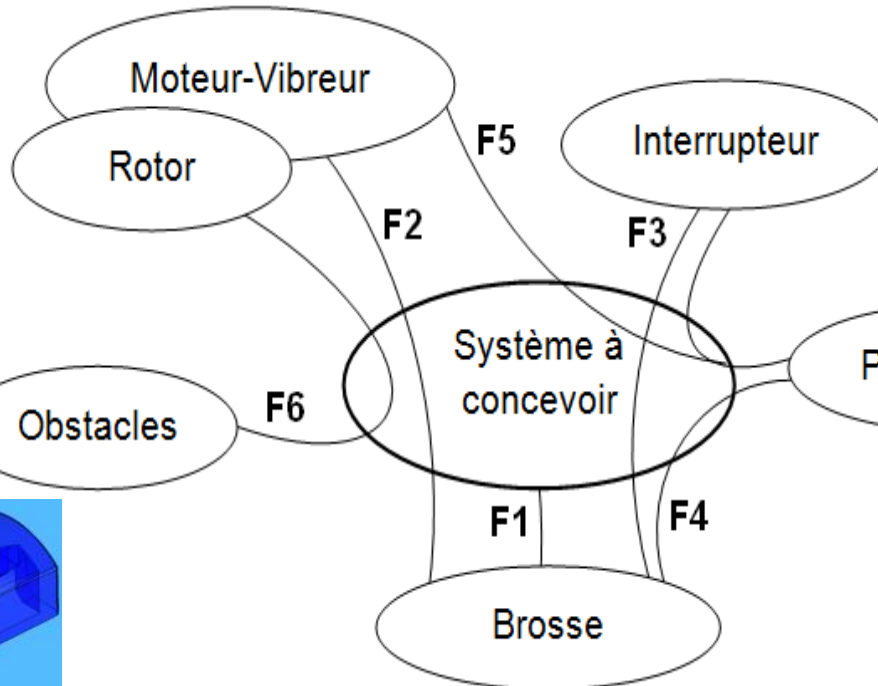 Moteur-Vibreur
Rotor
F5
Interrupteur
F2
F3
Système à
concevoir
P
Obstacles
F6
F1
F4
Brosse